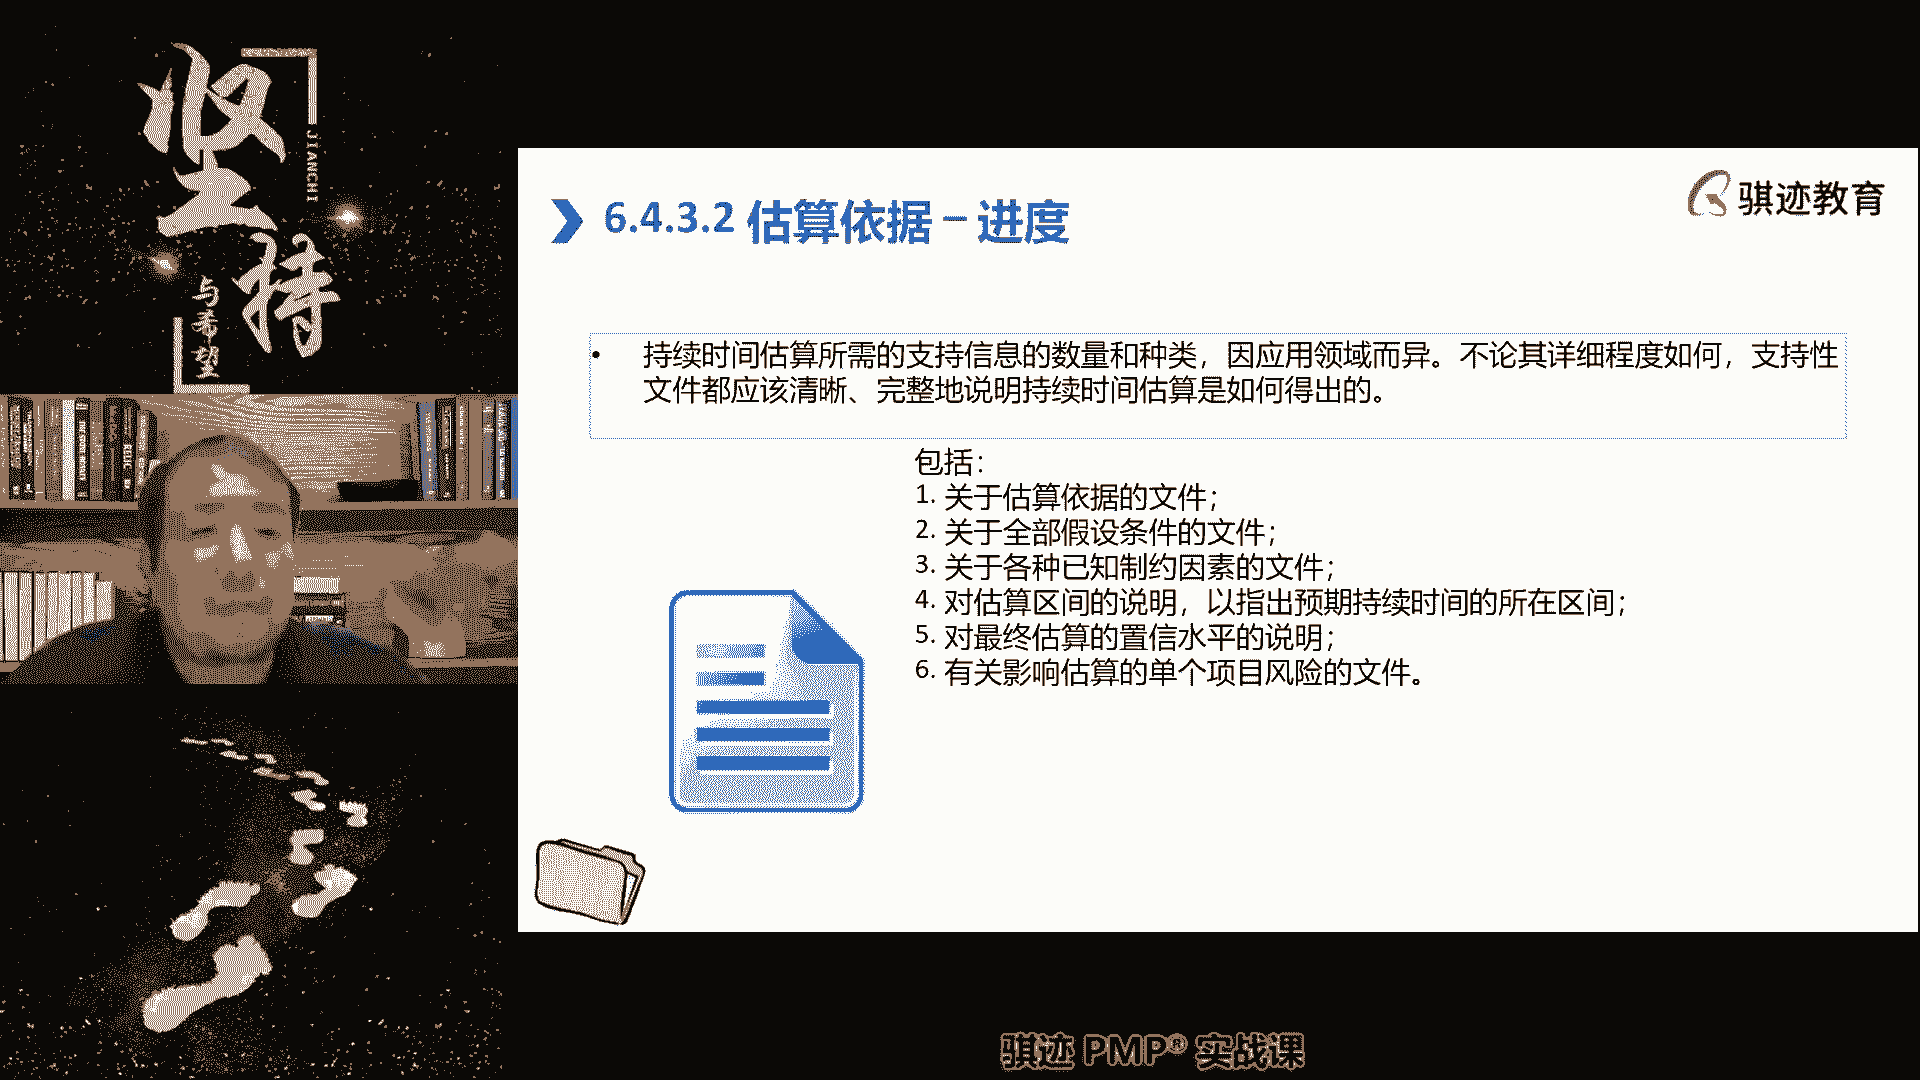 坚持
JIANCHI
与希望
骐迹教育
6.4.3.2 估算依据 – 进度
• 持续时间估算所需的支持信息的数量和种类，因应用领域而异。不论其详细程度如何，支持性
文件都应该清晰、完整地说明持续时间估算是如何得出的。
包括：
1. 关于估算依据的文件；
2. 关于全部假设条件的文件；
3. 关于各种已知制约因素的文件；
4. 对估算区间的说明，以指出预期持续时间的所在区间；
5. 对最终估算的置信水平的说明；
6. 有关影响估算的单个项目风险的文件。
骐迹 PMP® 实战课